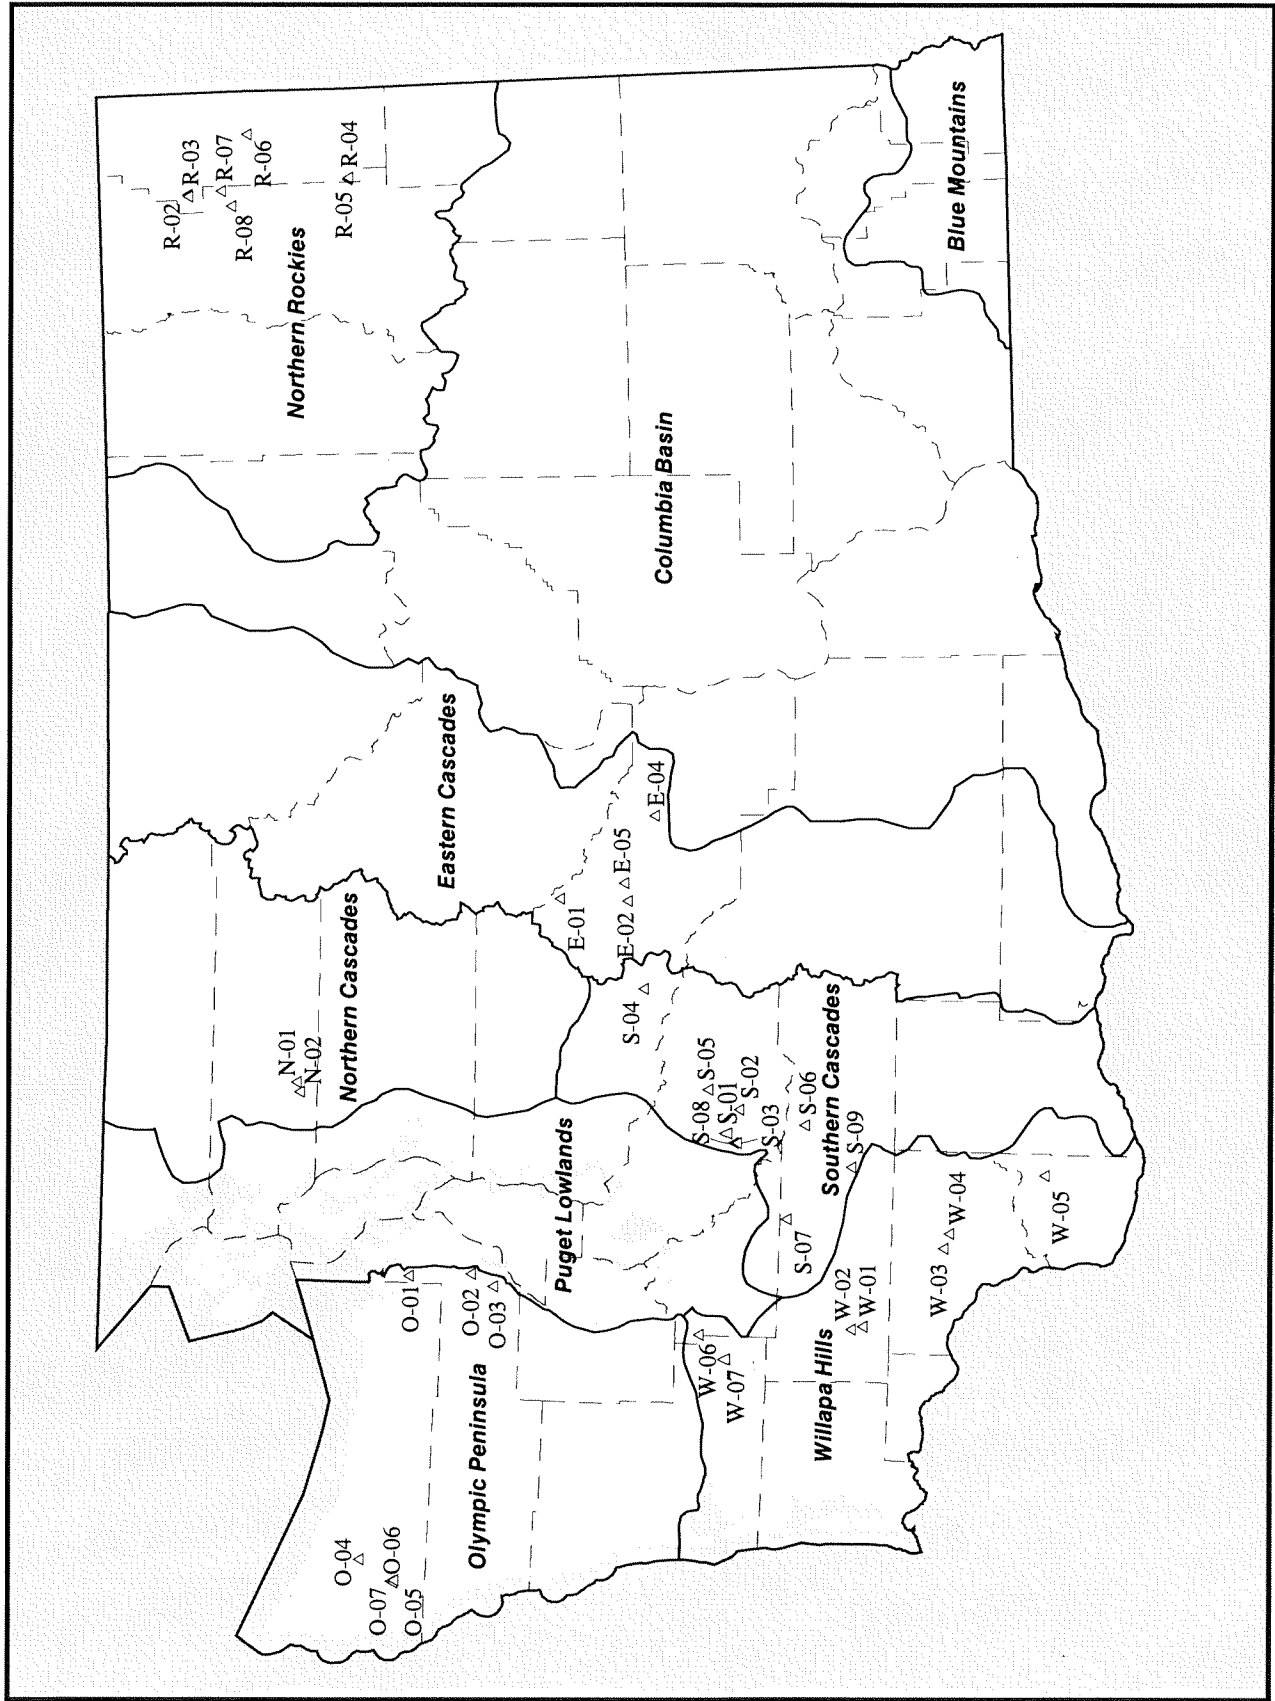 O-04
O-07
O-06
O-05
O-01
O-02
O-03
Olympic Peninsula
N-01
N-02
Northern Cascades
Puget Lowlands
Eastern Cascades
E-01
E-02
E-05
E-04
R-02
R-03
R-07
R-08
R-06
R-05
R-04
Northern Rockies
Columbia Basin
Blue Mountains
S-04
S-08
S-05
S-01
S-02
S-03
S-06
S-07
S-09
Southern Cascades
W-06
W-07
W-02
W-01
Willapa Hills
W-03
W-04
W-05